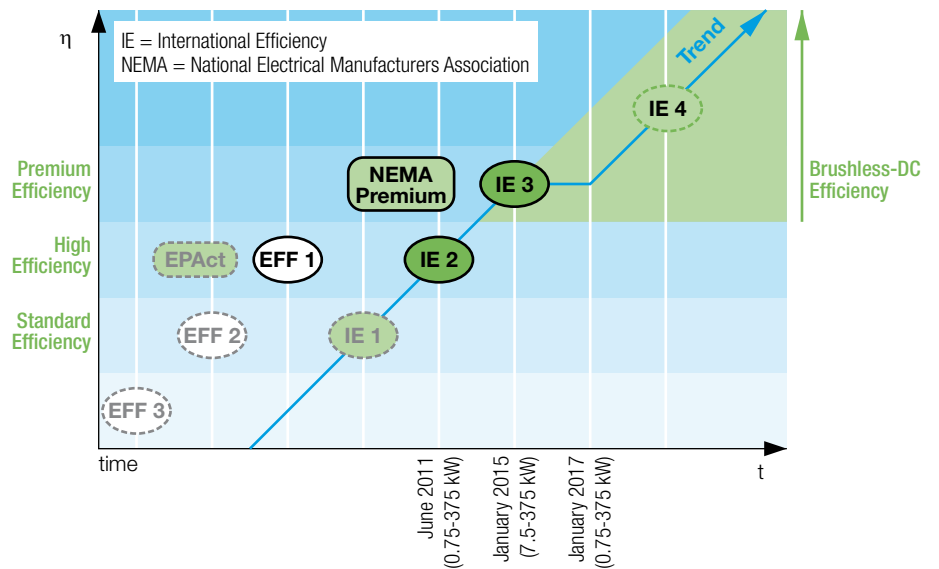 η
IE = International Efficiency
NEMA = National Electrical Manufacturers Association
Trend
IE 4
Premium
Efficiency
NEMA
Premium
IE 3
Brushless-DC
Efficiency
High
Efficiency
EPAct
EFF 1
IE 2
Standard
Efficiency
EFF 2
IE 1
EFF 3
time
t
June 2011
(0.75-375 kW)
January 2015
(7.5-375 kW)
January 2017
(0.75-375 kW)